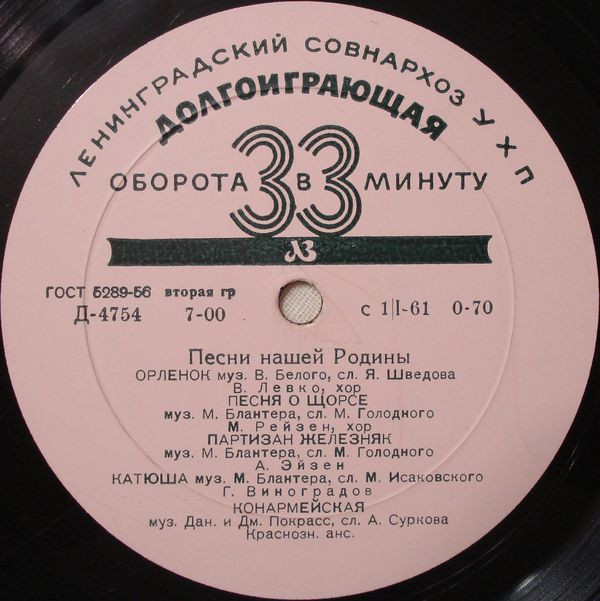 ЛЕНИНГРАДСКИЙ СОВНАРХОЗ УХП
ДОЛГОИГРАЮЩАЯ
ОБОРОТА 33 В МИНУТУ
ЛЗ
ГОСТ 5289-56 вторая гр
Д-4754 7-00 с 1|I-61 0-70
Песни нашей Родины
ОРЛЕНОК муз. В. Белого, сл. Я. Шведова
В. Левко, хор
ПЕСНЯ О ЩОРСЕ
муз. М. Блантера, сл. М. Голодного
М. Рейзен, хор
ПАРТИЗАН ЖЕЛЕЗНЯК
муз. М. Блантера, сл. М. Голодного
А. Эйзен
КАТЮША муз. М. Блантера, сл. М. Исаковского
Г. Виноградов
КОНАРМЕЙСКАЯ
муз. Дан. и Дм. Покрасс, сл. А. Суркова
Краснозн. анс.